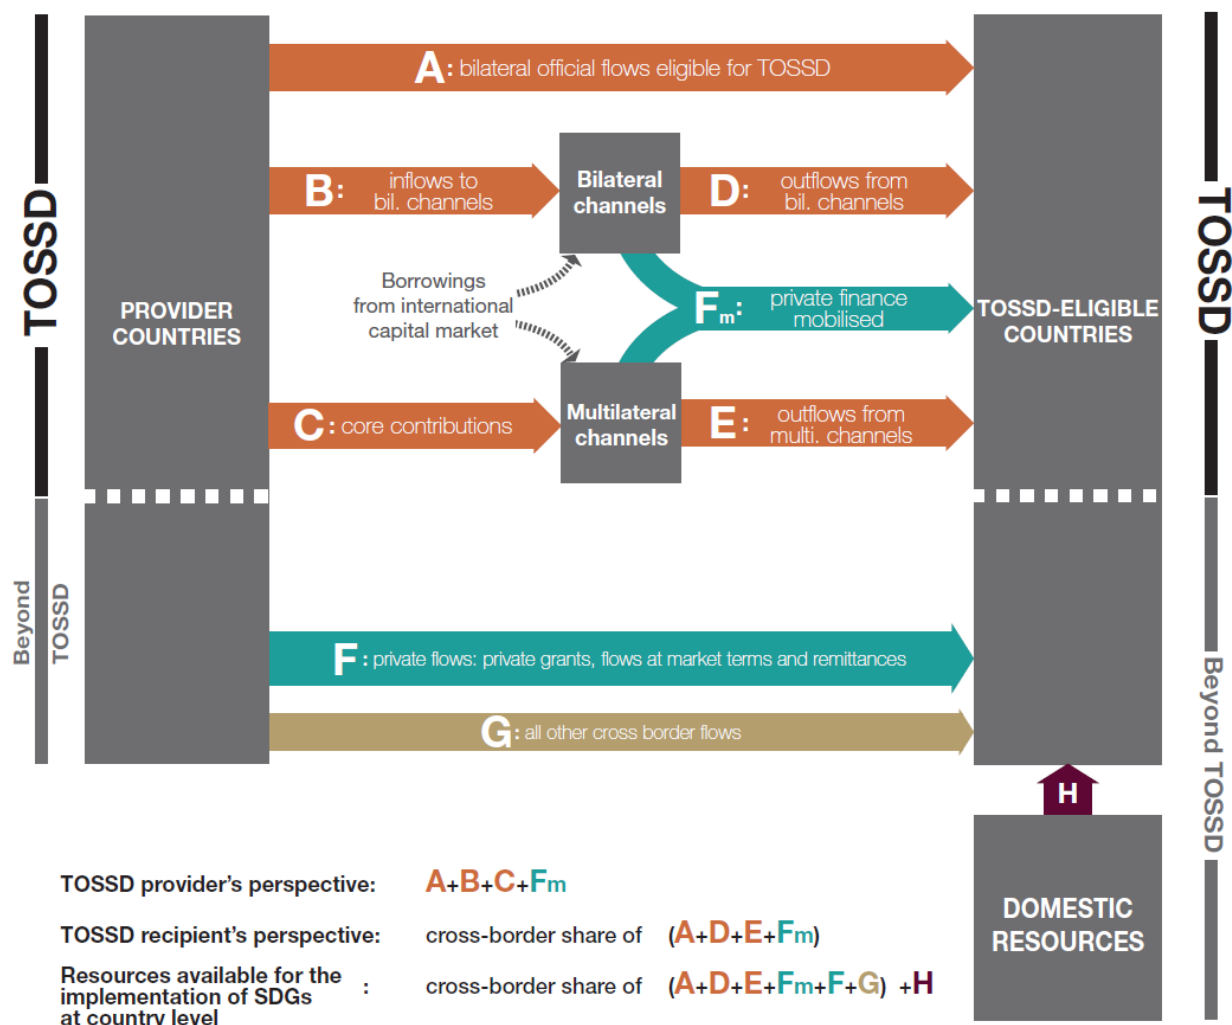 TOSSD
Beyond
TOSSD
PROVIDER
COUNTRIES
A: bilateral official flows eligible for TOSSD
B: inflows to
bil. channels
Bilateral
channels
D: outflows from
bil. channels
Borrowings
from international
capital market
Fm: private finance
mobilised
C: core contributions
Multilateral
channels
E: outflows from
multi. channels
F: private flows: private grants, flows at market terms and remittances
G: all other cross border flows
TOSSD-ELIGIBLE
COUNTRIES
H
DOMESTIC
RESOURCES
TOSSD
Beyond TOSSD
TOSSD provider's perspective: A+B+C+Fm
TOSSD recipient's perspective: cross-border share of (A+D+E+Fm)
Resources available for the
implementation of SDGs : cross-border share of (A+D+E+Fm+F+G) +H
at country level